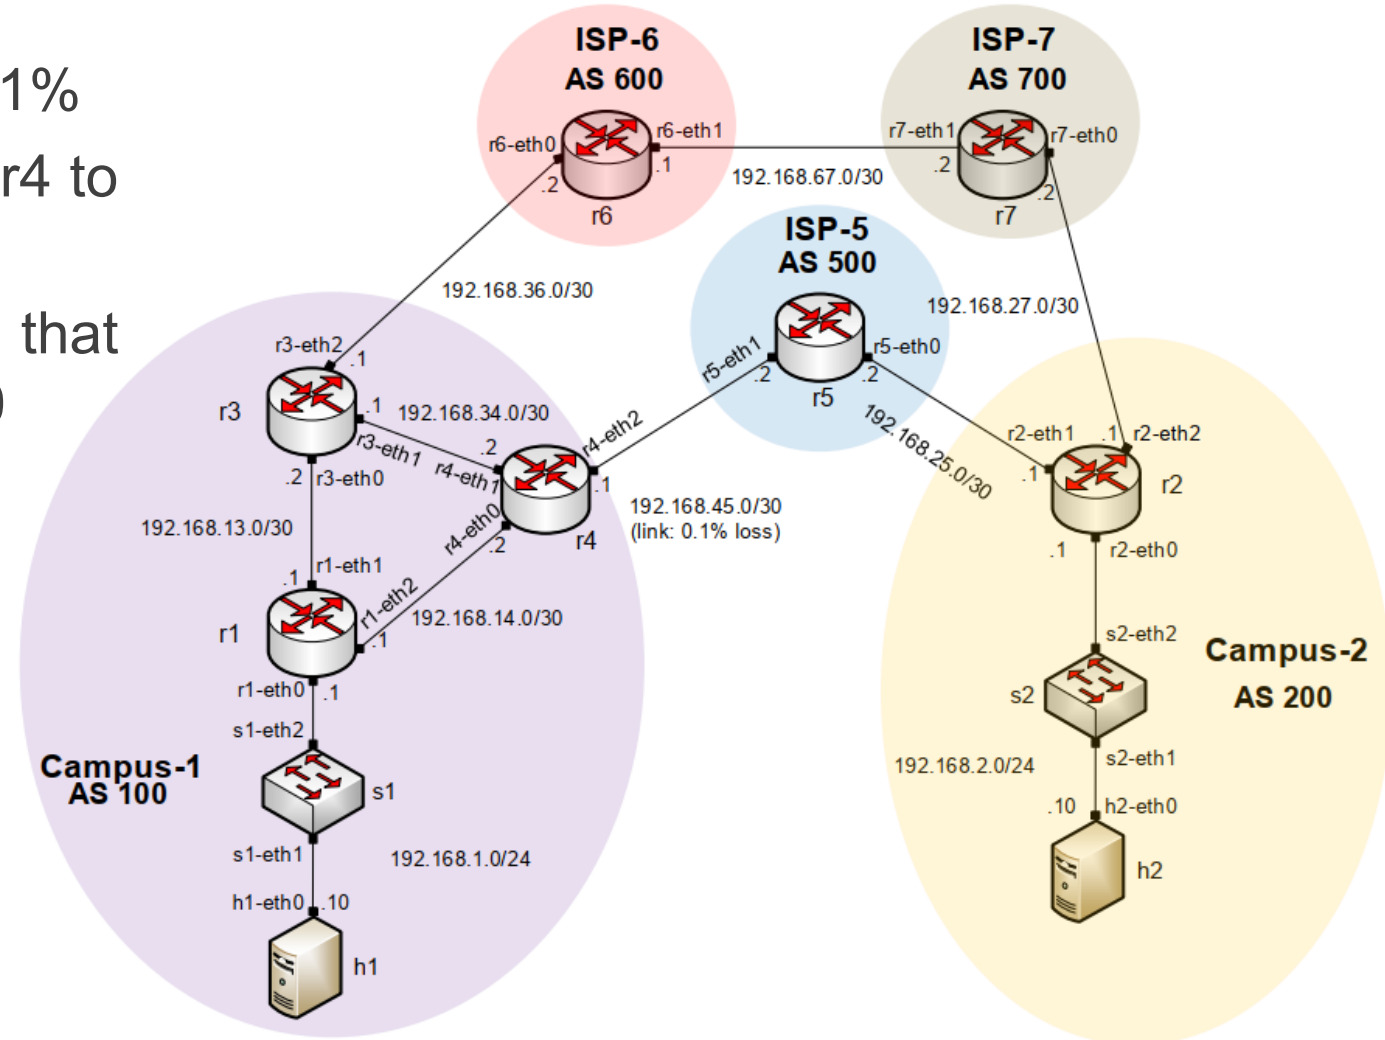 1%
r4 to
that
)
ISP-6
AS 600
ISP-7
AS 700
r6-eth0
r6-eth1
r7-eth1
r7-eth0
.2
.1
192.168.67.0/30
.2
.2
r6
r7
ISP-5
AS 500
192.168.36.0/30
192.168.27.0/30
r3-eth2
.1
r5-eth1
r5-eth0
.2
.2
r5
r3
.1
192.168.34.0/30
r3-eth1
.2
r4-eth1
r4-eth2
192.168.25.0/30
r2-eth1
.1
r2-eth2
.1
r2
.2
r3-eth0
.1
192.168.45.0/30
(link: 0.1% loss)
192.168.13.0/30
r4-eth0
.2
r4
.1
r2-eth0
.1
r1-eth1
r1-eth2
192.168.14.0/30
r1
.1
s2-eth2
Campus-2
AS 200
r1-eth0
.1
s2
s1-eth2
Campus-1
AS 100
s1
192.168.2.0/24
s2-eth1
s1-eth1
192.168.1.0/24
.10
h2-eth0
h2
h1-eth0
.10
h1